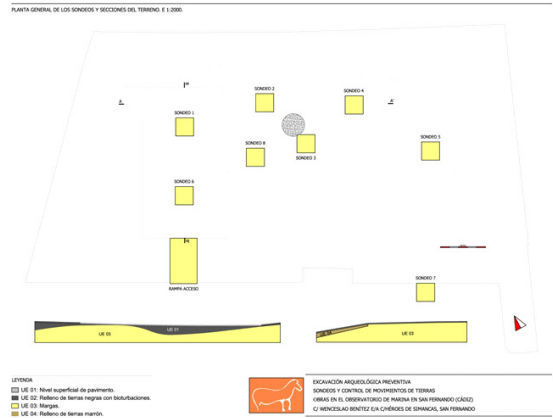 PLANTA GENERAL DE LOS SONDEOS Y SECCIONES DEL TERRENO. E 1:2000.
SONDEO 2
SONDEO 4
A
A'
SONDEO 1
SONDEO 5
SONDEO 8
SONDEO 3
SONDEO 6
RAMPA ACCESO
SONDEO 7
UE 03
UE 01
UE 04
UE 03
LEYENDA
UE 01: Nivel superficial de pavimento.
UE 02: Relleno de tierras negras con bioturbaciones.
UE 03: Margas.
UE 04: Relleno de tierras marrón.
EXCAVACIÓN ARQUEOLÓGICA PREVENTIVA
SONDEOS Y CONTROL DE MOVIMIENTOS DE TIERRAS
OBRAS EN EL OBSERVATORIO DE MARINA EN SAN FERNANDO (CÁDIZ)
C/ WENCESLAO BENÍTEZ E/A C/HÉROES DE SIMANCAS, SAN FERNANDO